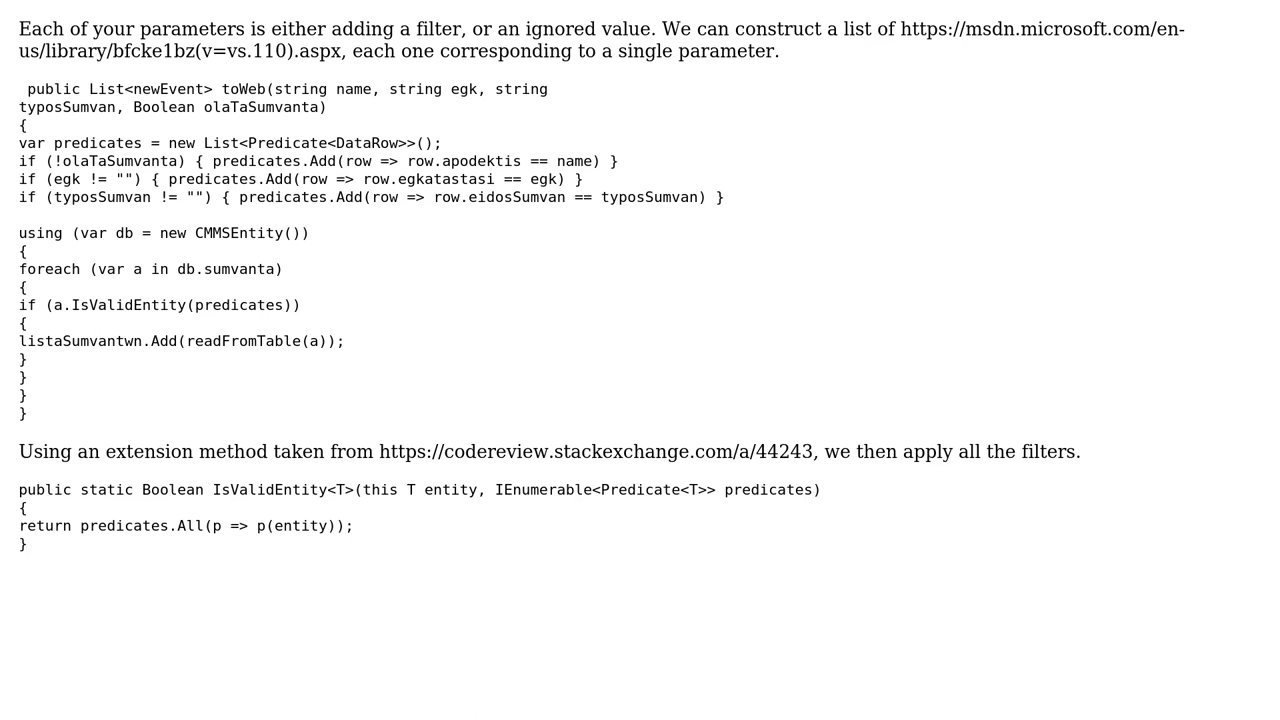 Each of your parameters is either adding a filter, or an ignored value. We can construct a list of https://msdn.microsoft.com/en-
us/library/bfcke1bz(v=vs.110).aspx, each one corresponding to a single parameter.
public List<newEvent> toWeb(string name, string egk, string
typosSumvan, Boolean olaTaSumvanta)
{
var predicates = new List<Predicate<DataRow>>();
if (!olaTaSumvanta) { predicates.Add(row => row.apodektis == name) }
if (egk != "") { predicates.Add(row => row.egkatastasi == egk) }
if (typosSumvan != "") { predicates.Add(row => row.eidosSumvan == typosSumvan) }
using (var db = new CMMSEntity())
{
foreach (var a in db.sumvanta)
{
if (a.IsValidEntity(predicates))
{
listaSumvantwn.Add(readFromTable(a));
}
}
}
}
Using an extension method taken from https://codereview.stackexchange.com/a/44243, we then apply all the filters.
public static Boolean IsValidEntity<T>(this T entity, IEnumerable<Predicate<T>> predicates)
{
return predicates.All(p => p(entity));
}